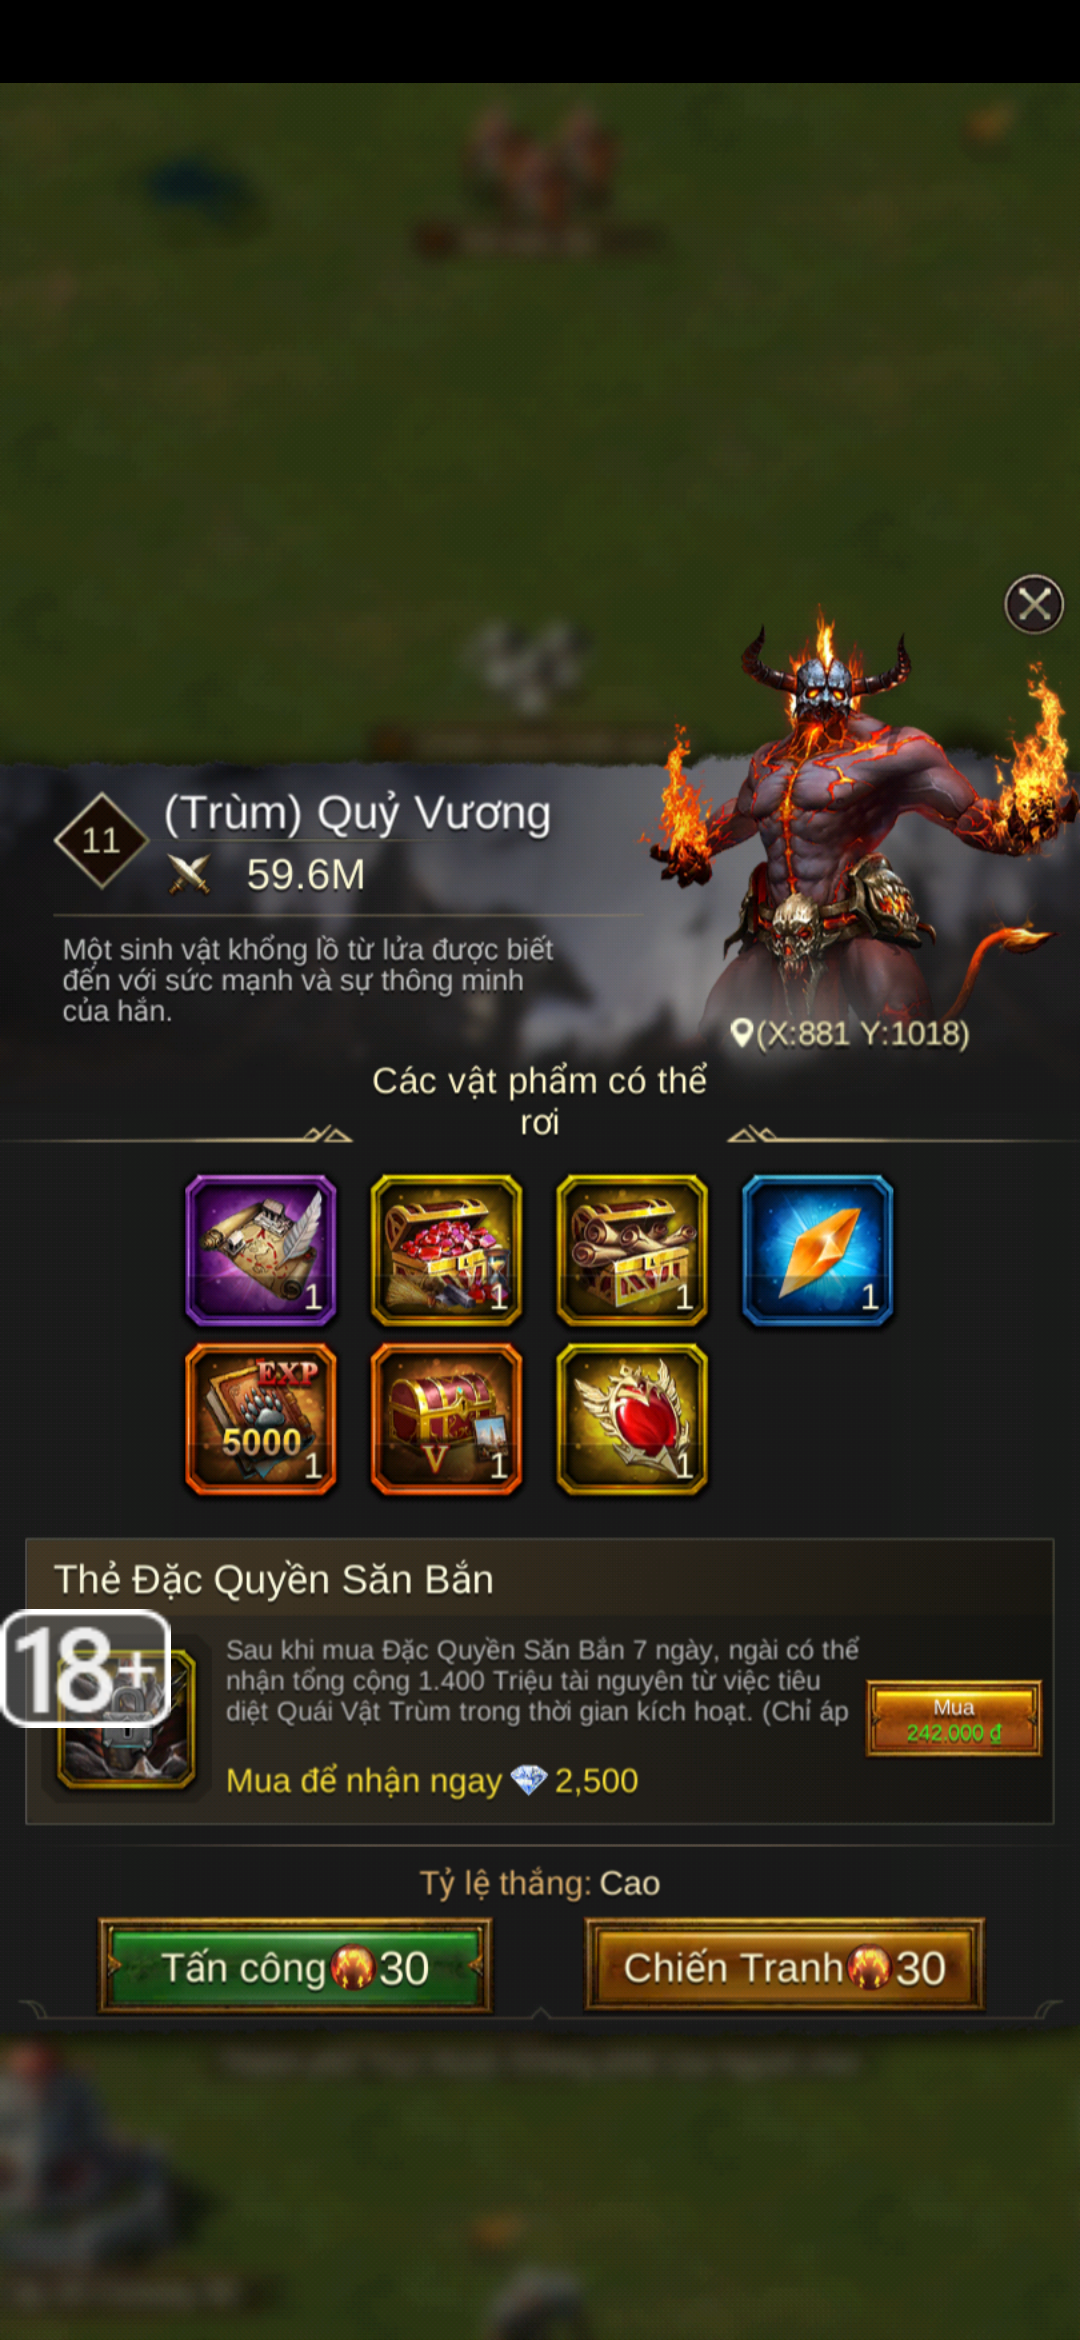 11
(Trùm) Quỷ Vương
59.6M
Một sinh vật khổng lồ từ lửa được biết
đến với sức mạnh và sự thông minh
của hắn.
(X:881 Y:1018)
Các vật phẩm có thể
rơi
1
1
1
1
EXP
5000
1
V
1
1
Thẻ Đặc Quyền Săn Bắn
18+
Sau khi mua Đặc Quyền Săn Bắn 7 ngày, ngài có thể
nhận tổng cộng 1.400 Triệu tài nguyên từ việc tiêu
diệt Quái Vật Trùm trong thời gian kích hoạt. (Chỉ áp
Mua
242.000 ₫
Mua để nhận ngay 2,500
Tỷ lệ thắng: Cao
Tấn công 30
Chiến Tranh 30